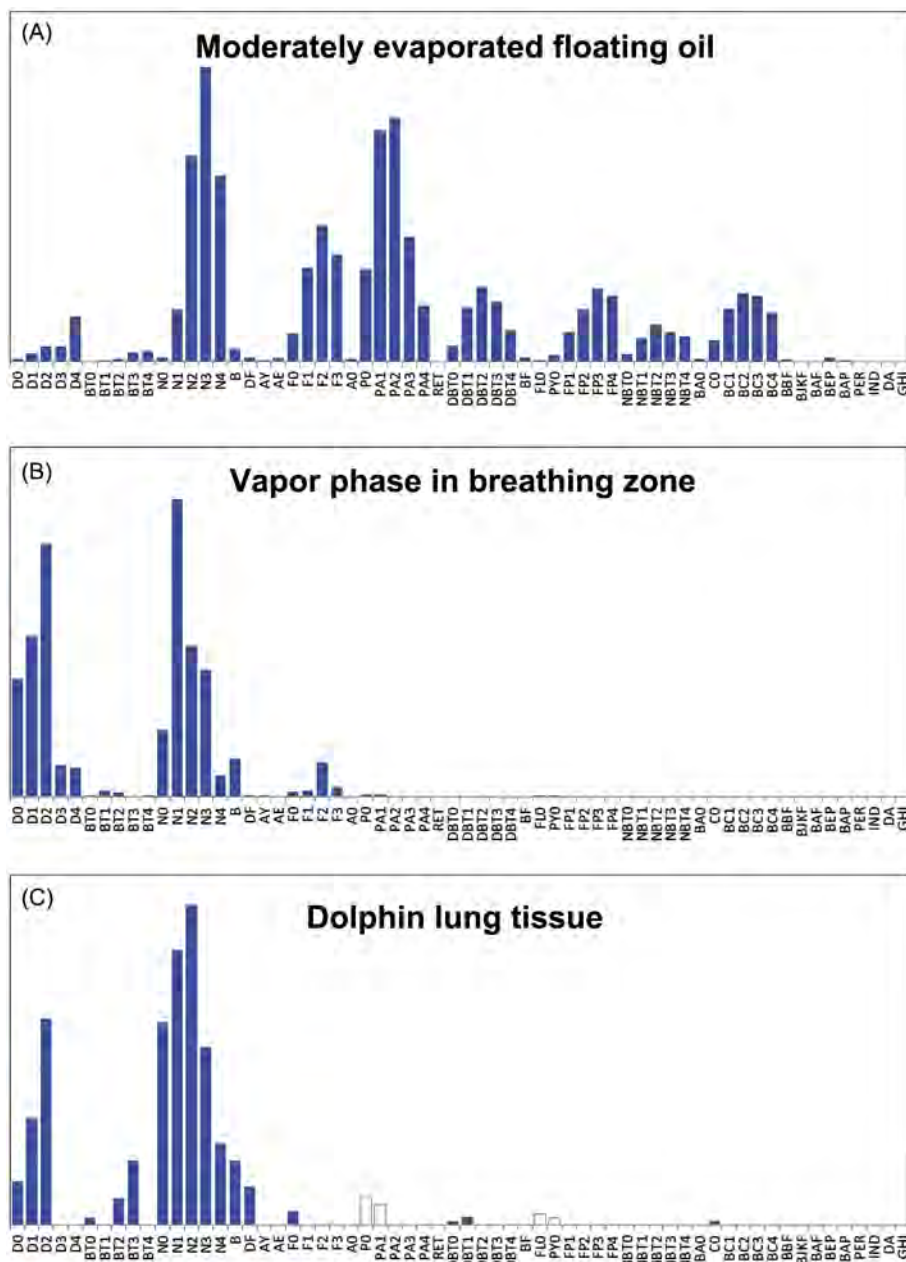 (A)
Moderately evaporated floating oil
D0 D1 D2 D3 D4 BT0 BT1 BT2 BT3 BT4 N0 N1 N2 N3 N4 B DF AY AE F0 F1 F2 F3 A0 P0 PA1 PA2 PA3 PA4 RET DBT0 DBT1 DBT2 DBT3 DBT4 BF FL0 PY0 FP1 FP2 FP3 FP4 NBT0 NBT1 NBT2 NBT3 NBT4 BA0 C0 BC1 BC2 BC3 BC4 BBF BJKF BAF BEP BAP PER IND DA GHI
(B)
Vapor phase in breathing zone
D0 D1 D2 D3 D4 BT0 BT1 BT2 BT3 BT4 N0 N1 N2 N3 N4 B DF AY AE F0 F1 F2 F3 A0 P0 PA1 PA2 PA3 PA4 RET DBT0 DBT1 DBT2 DBT3 DBT4 BF FL0 PY0 FP1 FP2 FP3 FP4 NBT0 NBT1 NBT2 NBT3 NBT4 BA0 C0 BC1 BC2 BC3 BC4 BBF BJKF BAF BEP BAP PER IND DA GHI
(C)
Dolphin lung tissue
D0 D1 D2 D3 D4 BT0 BT1 BT2 BT3 BT4 N0 N1 N2 N3 N4 B DF AY AE F0 F1 F2 F3 A0 P0 PA1 PA2 PA3 PA4 RET DBT0 DBT1 DBT2 DBT3 DBT4 BF FL0 PY0 FP1 FP2 FP3 FP4 NBT0 NBT1 NBT2 NBT3 NBT4 BA0 C0 BC1 BC2 BC3 BC4 BBF BJKF BAF BEP BAP PER IND DA GHI